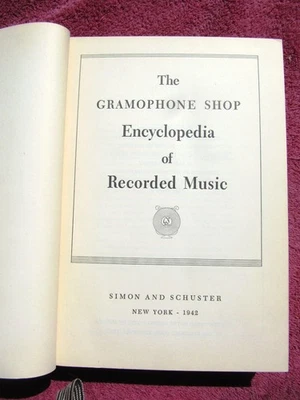 The
GRAMOPHONE SHOP
Encyclopedia
of
Recorded Music
SIMON AND SCHUSTER
NEW YORK · 1942